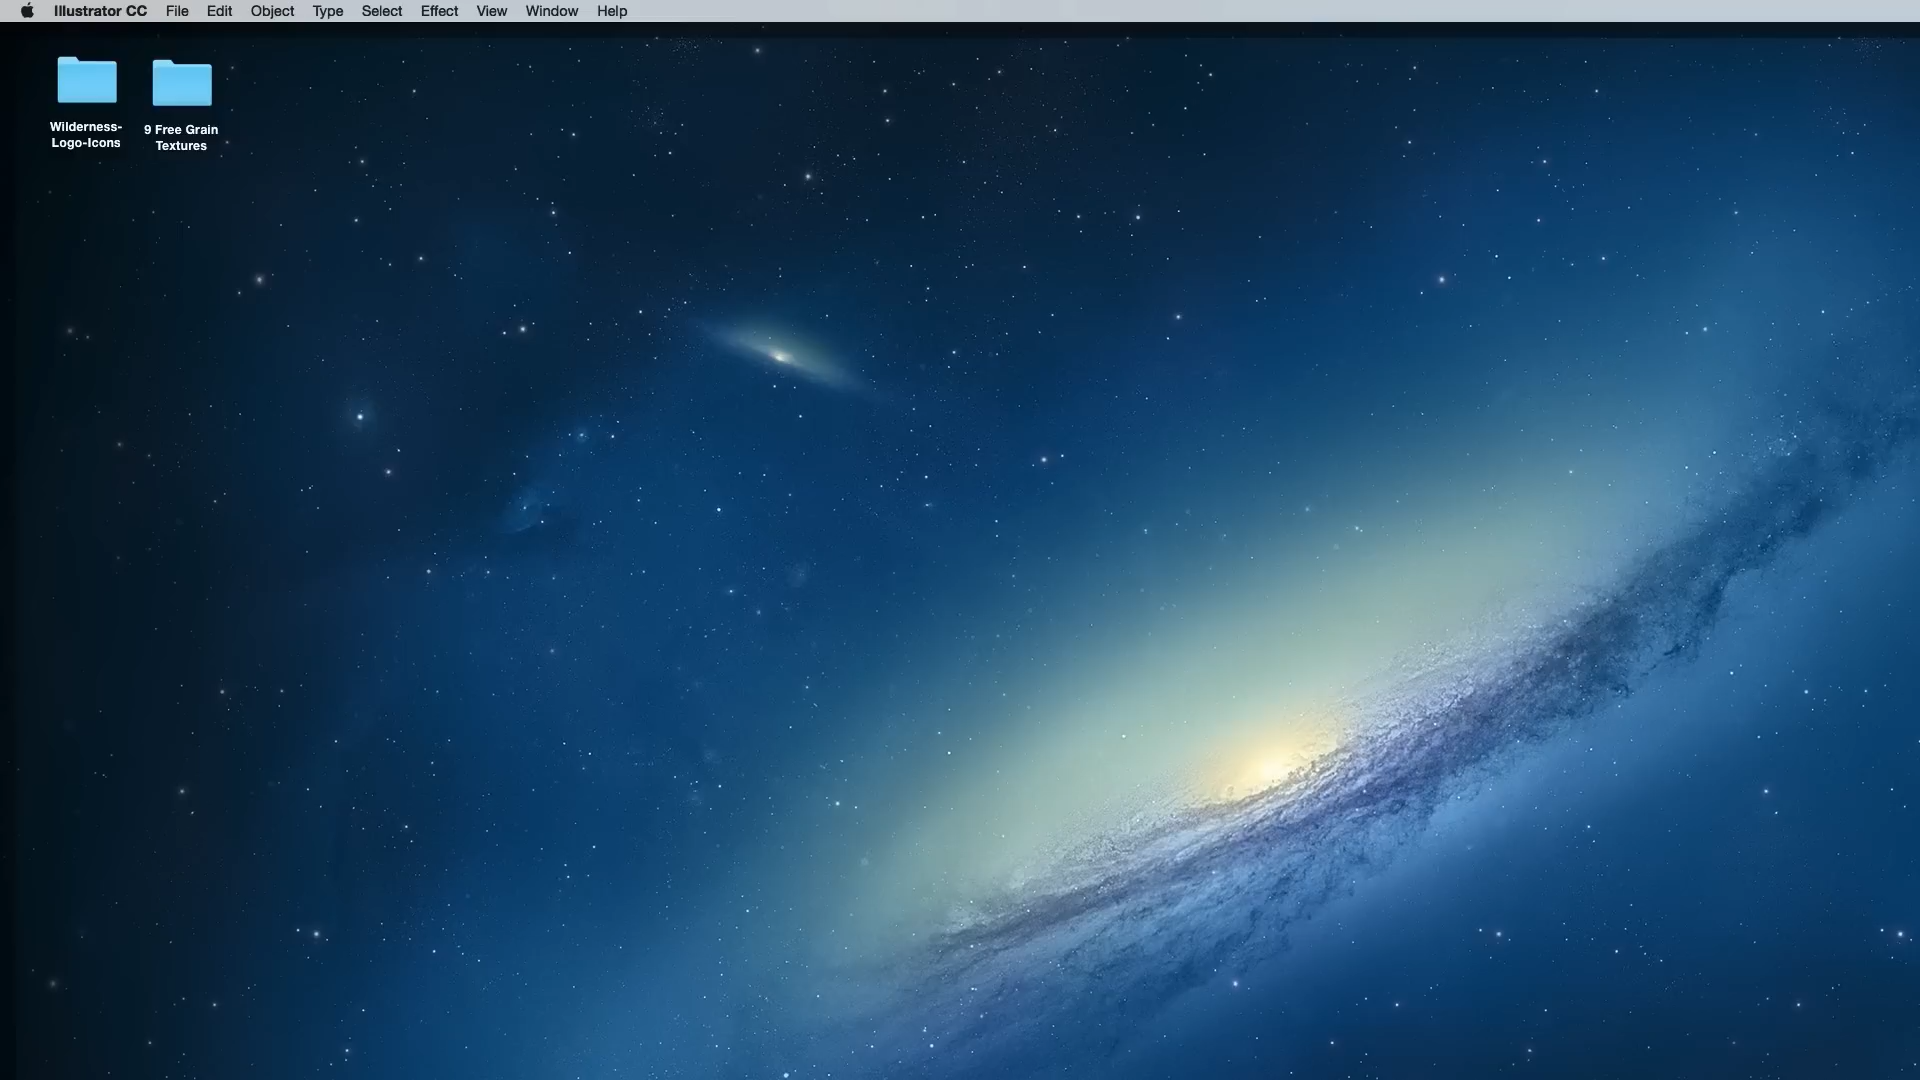 Illustrator CC File Edit Object Type Select Effect View Window Help
Wilderness-
Logo-Icons
9 Free Grain
Textures